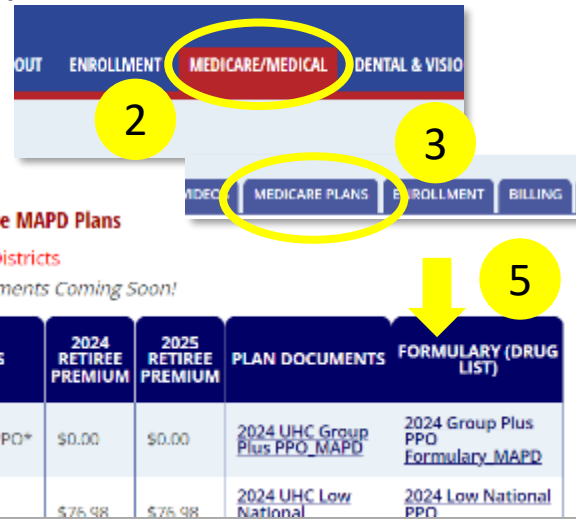 OUT ENROLLMENT MEDICARE/MEDICAL DENTAL & VISIO
2
3
VIDEOS MEDICARE PLANS ENROLLMENT BILLING
e MAPD Plans
Districts
ments Coming Soon!
5
S
2024 RETIREE PREMIUM
2025 RETIREE PREMIUM
PLAN DOCUMENTS
FORMULARY (DRUG
LIST)
PPO* $0.00 $0.00
2024 UHC Group
Plus PPO_MAPD
2024 Group Plus
PPO
Formulary_MAPD
$76.98 $76.98
2024 UHC Low
National
2024 Low National
PPO